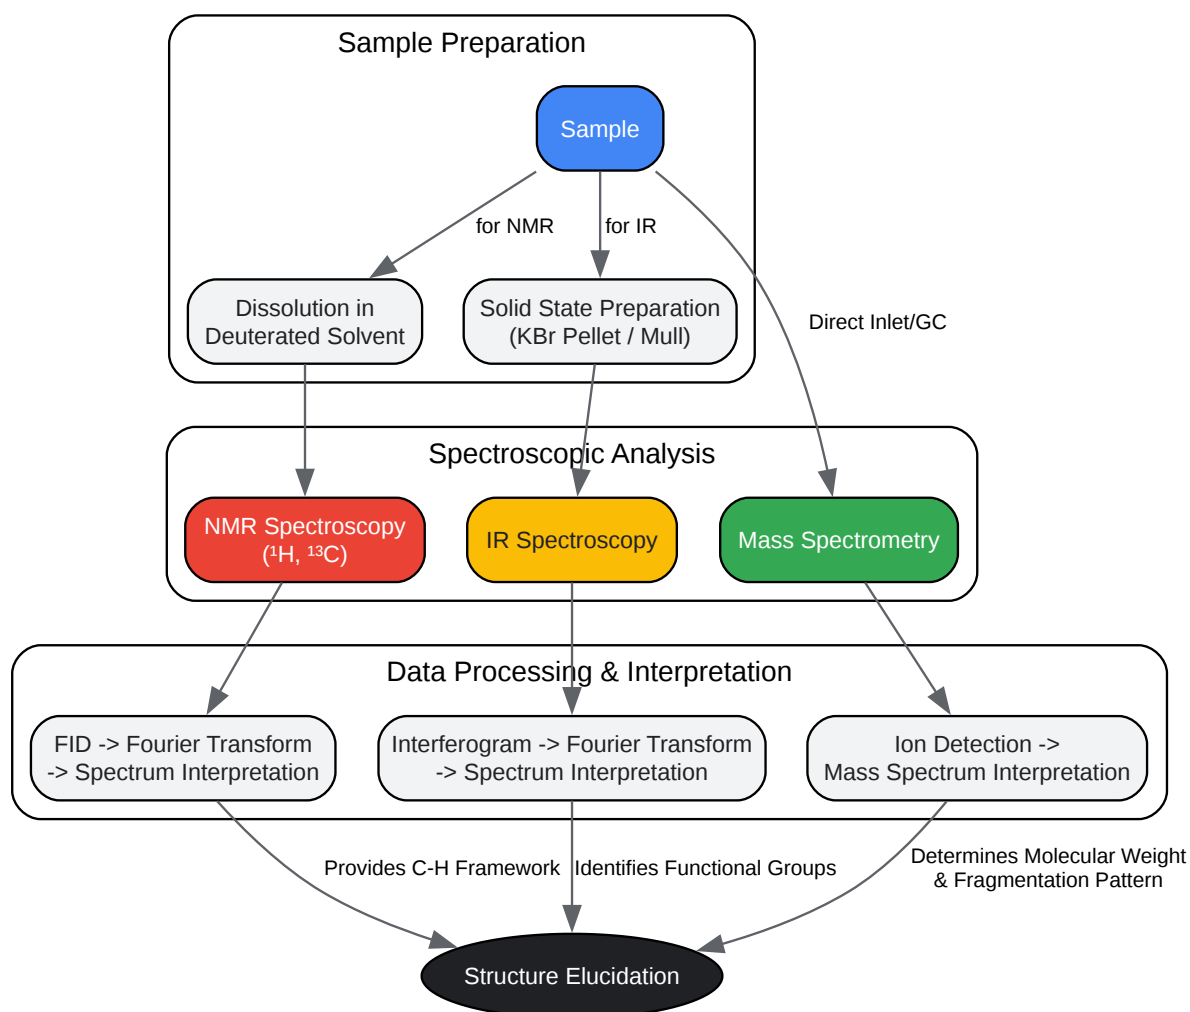 Sample Preparation
Sample
for NMR
for IR
Dissolution in
Deuterated Solvent
Solid State Preparation
(KBr Pellet / Mull)
Direct Inlet/GC
Spectroscopic Analysis
NMR Spectroscopy
(¹H, ¹³C)
IR Spectroscopy
Mass Spectrometry
Data Processing & Interpretation
FID -> Fourier Transform
-> Spectrum Interpretation
Interferogram -> Fourier Transform
-> Spectrum Interpretation
Ion Detection ->
Mass Spectrum Interpretation
Provides C-H Framework
Identifies Functional Groups
Determines Molecular Weight
& Fragmentation Pattern
Structure Elucidation